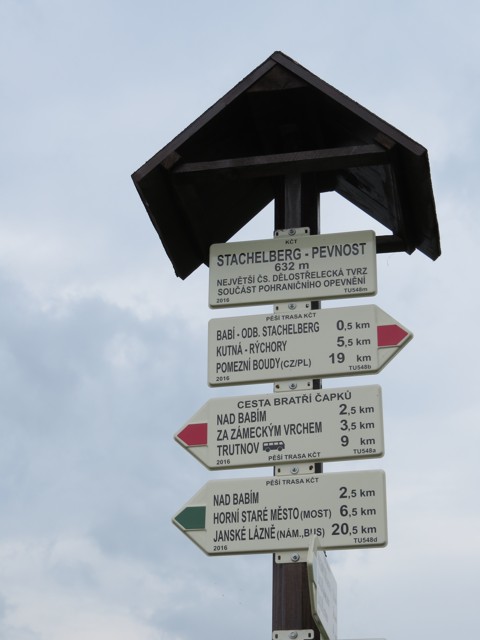 KČT
STACHELBERG - PEVNOST
632 m
NEJVĚTŠÍ ČS. DĚLOSTŘELECKÁ TVRZ
SOUČÁST POHRANIČNÍHO OPEVNĚNÍ
2016 TU548m
PĚŠÍ TRASA KČT
BABÍ - ODB. STACHELBERG 0,5 km
KUTNÁ - RÝCHORY 5,5 km
POMEZNÍ BOUDY (CZ/PL) 19 km
2016 TU548b
CESTA BRATŘÍ ČAPKŮ
NAD BABÍM 2,5 km
ZA ZÁMECKÝM VRCHEM 3,5 km
TRUTNOV 9 km
2016 PĚŠÍ TRASA KČT TU548a
PĚŠÍ TRASA KČT
NAD BABÍM 2,5 km
HORNÍ STARÉ MĚSTO (MOST) 6,5 km
JANSKÉ LÁZNĚ (NÁM.,BUS) 20,5 km
2016 TU548d